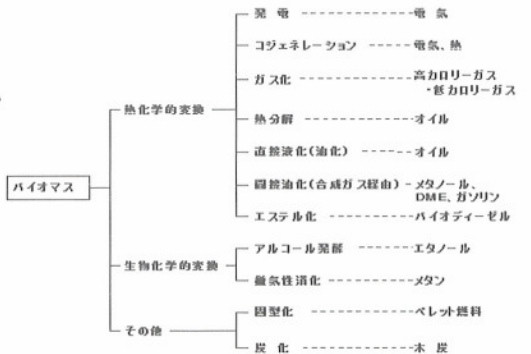 発電 電気
コジェネレーション 電気、熱
ガス化 高カロリーガス
・低カロリーガス
熱化学的変換
熱分解 オイル
直接液化(油化) オイル
バイオマス
間接油化(合成ガス経由) メタノール、
DME、ガソリン
エステル化 バイオディーゼル
アルコール発酵 エタノール
生物化学的変換
嫌気性消化 メタン
固型化 ペレット燃料
その他
炭化 木炭